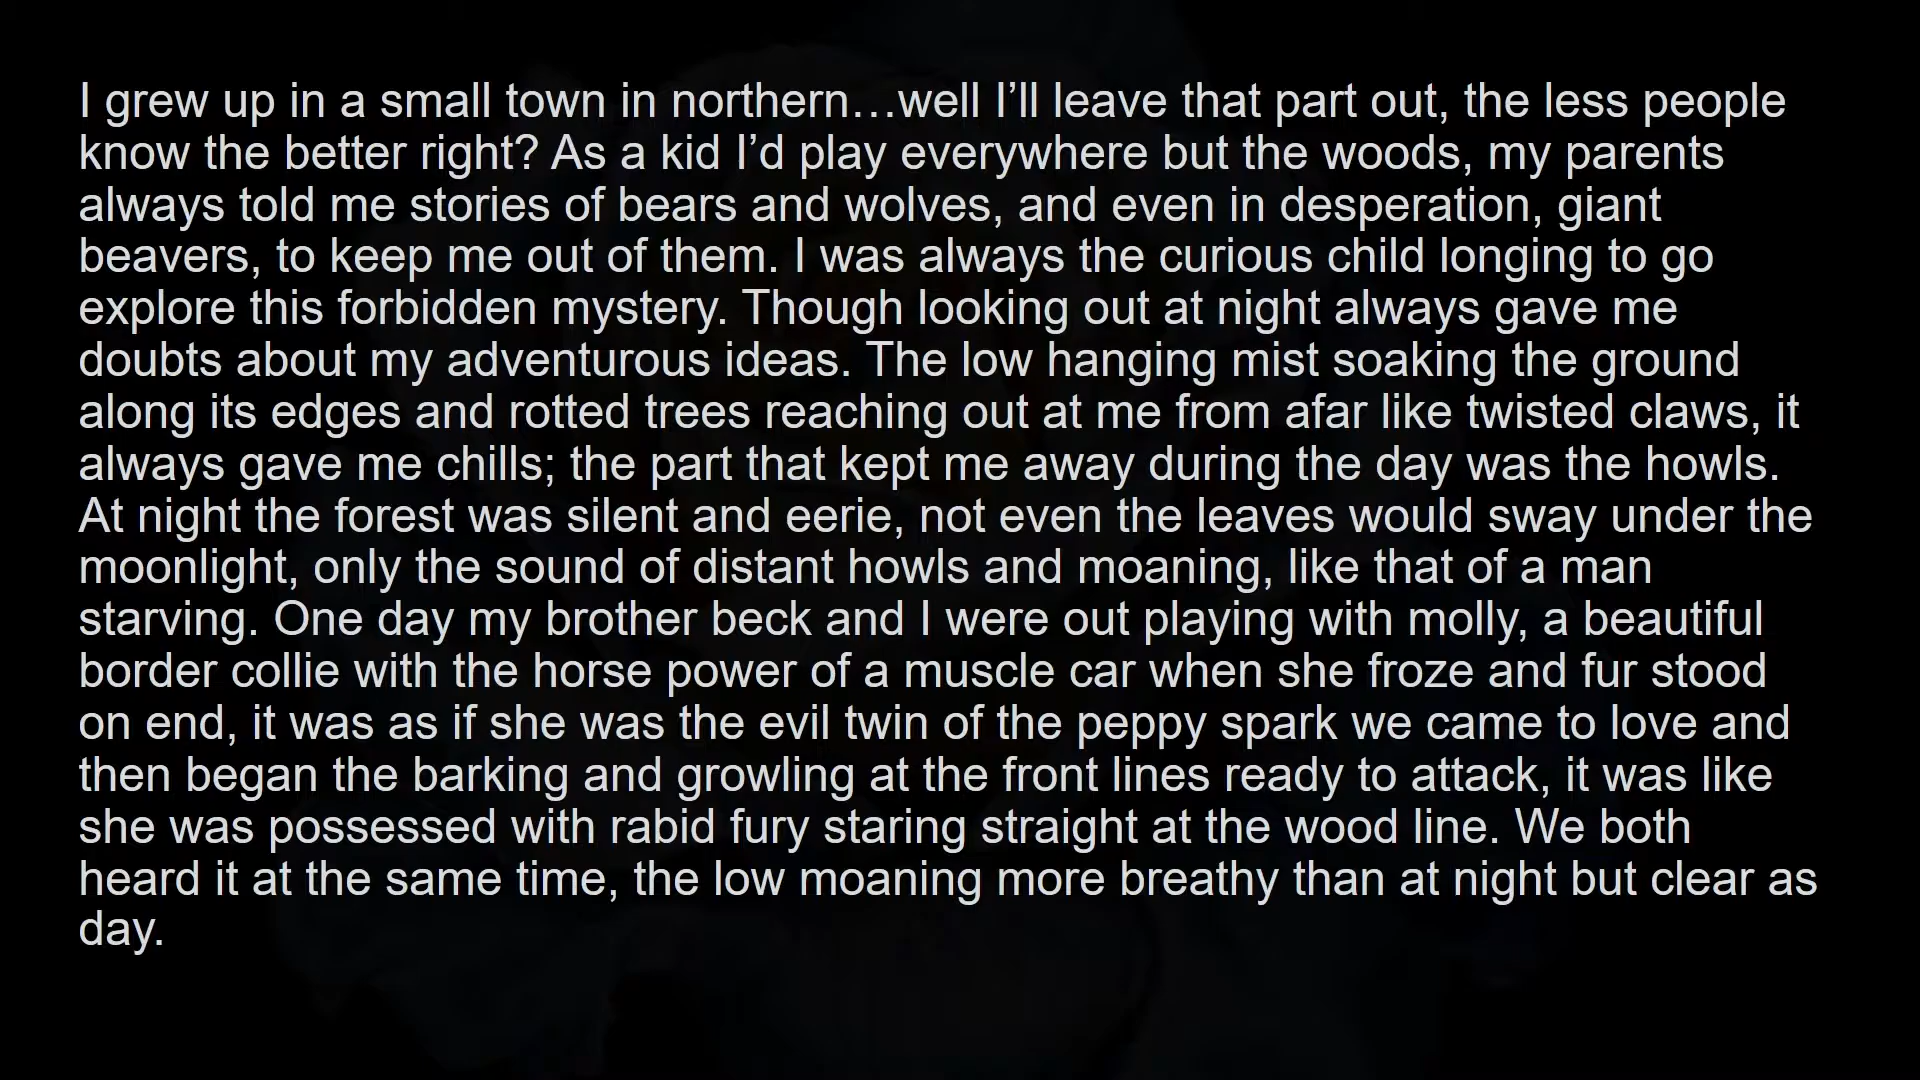 I grew up in a small town in northern…well I’ll leave that part out, the less people
know the better right? As a kid I’d play everywhere but the woods, my parents
always told me stories of bears and wolves, and even in desperation, giant
beavers, to keep me out of them. I was always the curious child longing to go
explore this forbidden mystery. Though looking out at night always gave me
doubts about my adventurous ideas. The low hanging mist soaking the ground
along its edges and rotted trees reaching out at me from afar like twisted claws, it
always gave me chills; the part that kept me away during the day was the howls.
At night the forest was silent and eerie, not even the leaves would sway under the
moonlight, only the sound of distant howls and moaning, like that of a man
starving. One day my brother beck and I were out playing with molly, a beautiful
border collie with the horse power of a muscle car when she froze and fur stood
on end, it was as if she was the evil twin of the peppy spark we came to love and
then began the barking and growling at the front lines ready to attack, it was like
she was possessed with rabid fury staring straight at the wood line. We both
heard it at the same time, the low moaning more breathy than at night but clear as
day.